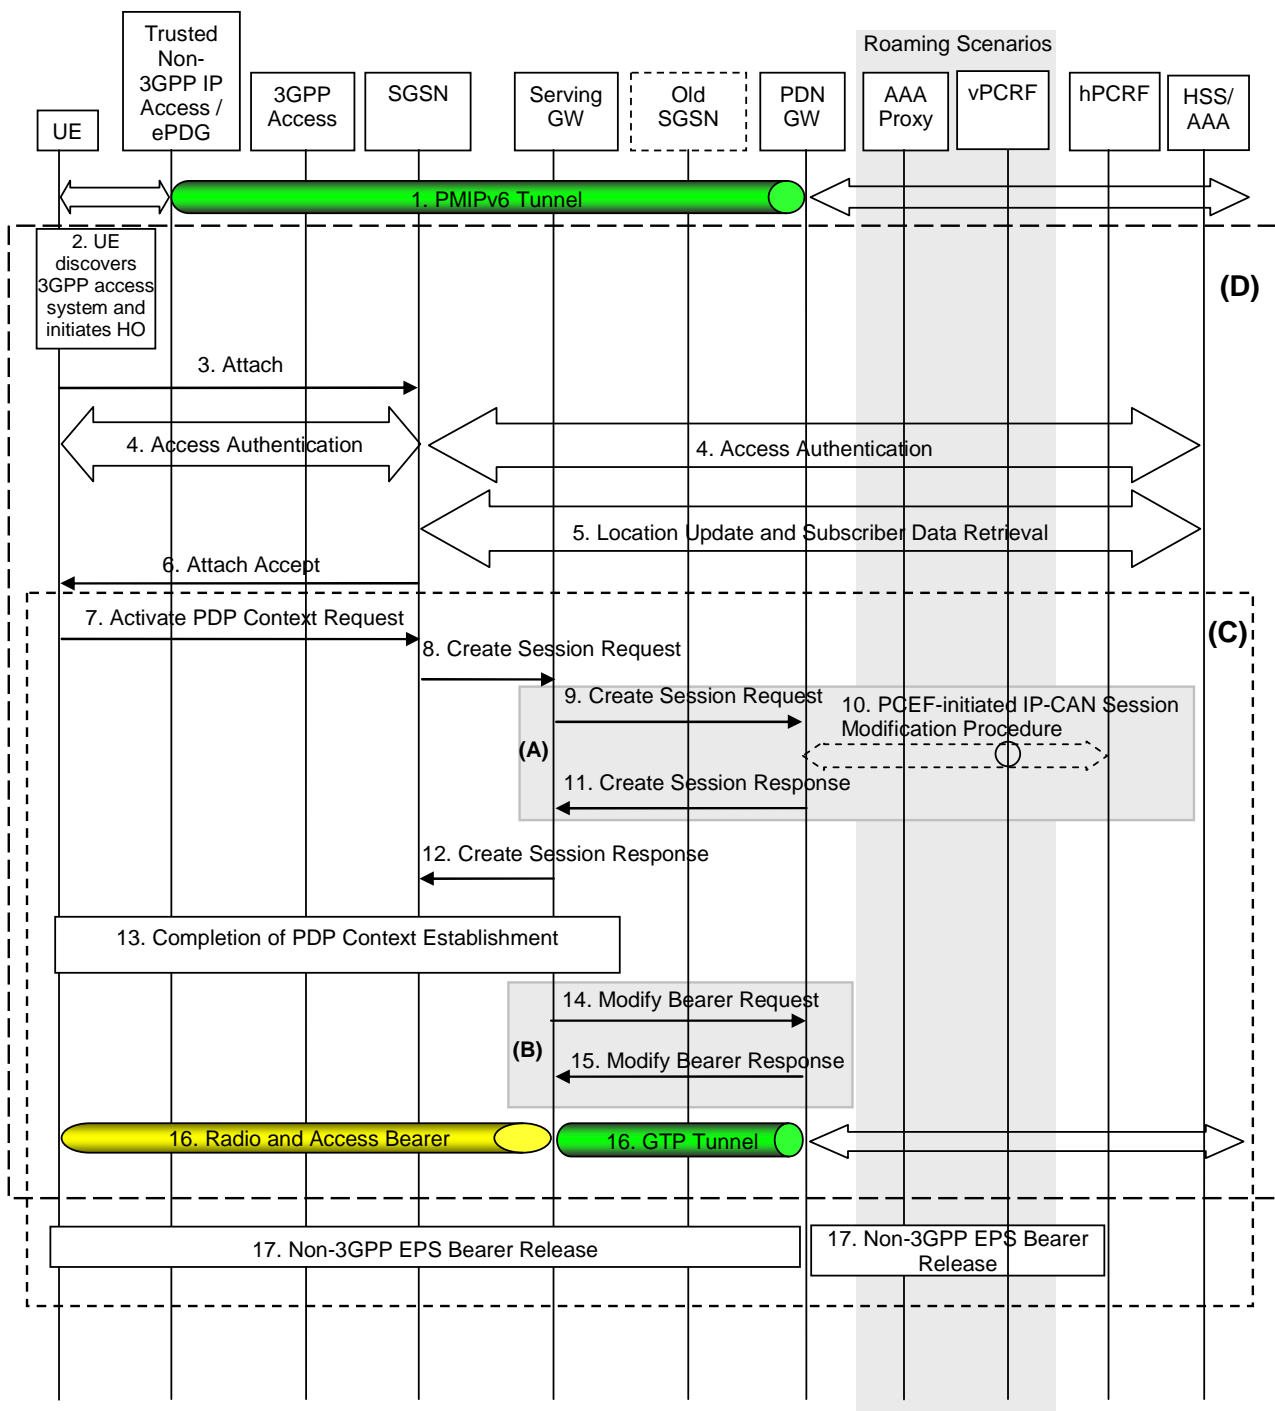 Roaming Scenarios
UE
Trusted
Non-
3GPP IP
Access /
ePDG
3GPP
Access
SGSN
Serving
GW
Old
SGSN
PDN
GW
AAA
Proxy
vPCRF
hPCRF
HSS/
AAA
1. PMIPv6 Tunnel
2. UE
discovers
3GPP access
system and
initiates HO
(D)
3. Attach
4. Access Authentication
4. Access Authentication
5. Location Update and Subscriber Data Retrieval
6. Attach Accept
7. Activate PDP Context Request
(C)
8. Create Session Request
9. Create Session Request
10. PCEF-initiated IP-CAN Session
Modification Procedure
(A)
11. Create Session Response
12. Create Session Response
13. Completion of PDP Context Establishment
14. Modify Bearer Request
(B)
15. Modify Bearer Response
16. Radio and Access Bearer
16. GTP Tunnel
17. Non-3GPP EPS Bearer Release
17. Non-3GPP EPS Bearer
Release